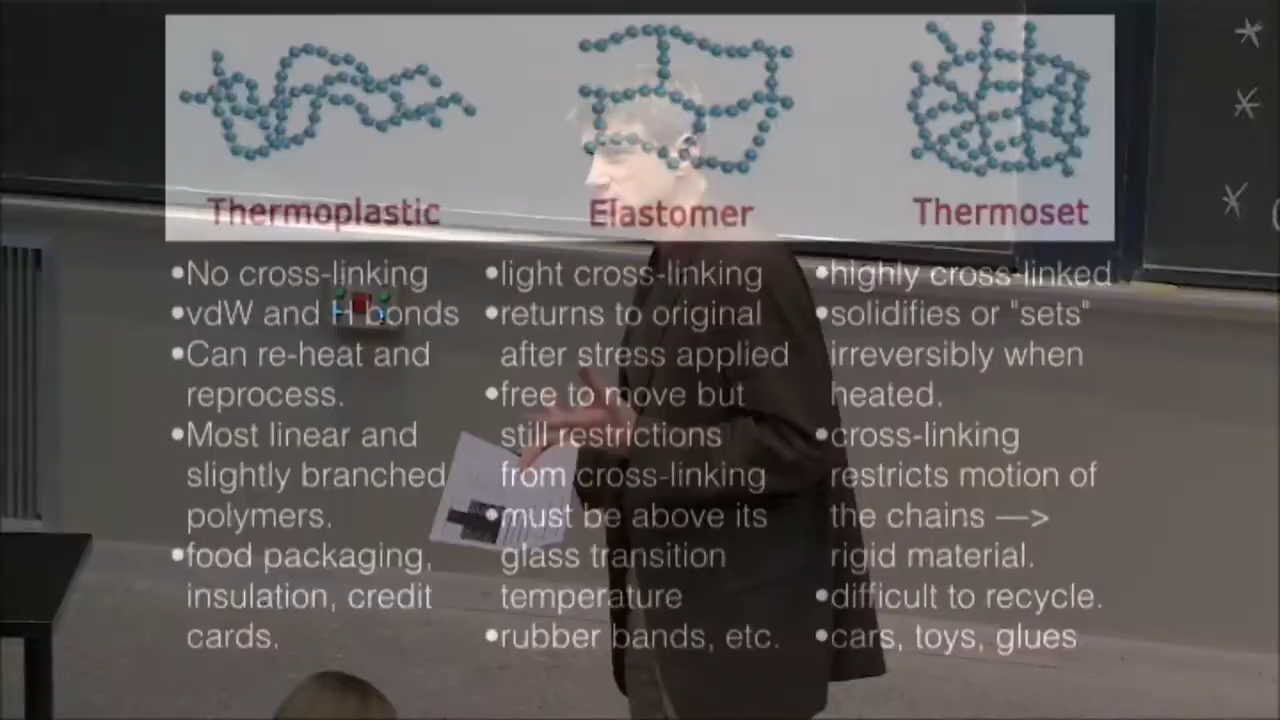 Thermoplastic
•No cross-linking
•vdW and H bonds
•Can re-heat and
reprocess.
•Most linear and
slightly branched
polymers.
•food packaging,
insulation, credit
cards.
Elastomer
•light cross-linking
•returns to original
after stress applied
•free to move but
still restrictions
from cross-linking
•must be above its
glass transition
temperature
•rubber bands, etc.
Thermoset
•highly cross-linked
•solidifies or "sets"
irreversibly when
heated.
•cross-linking
restricts motion of
the chains —>
rigid material.
•difficult to recycle.
•cars, toys, glues